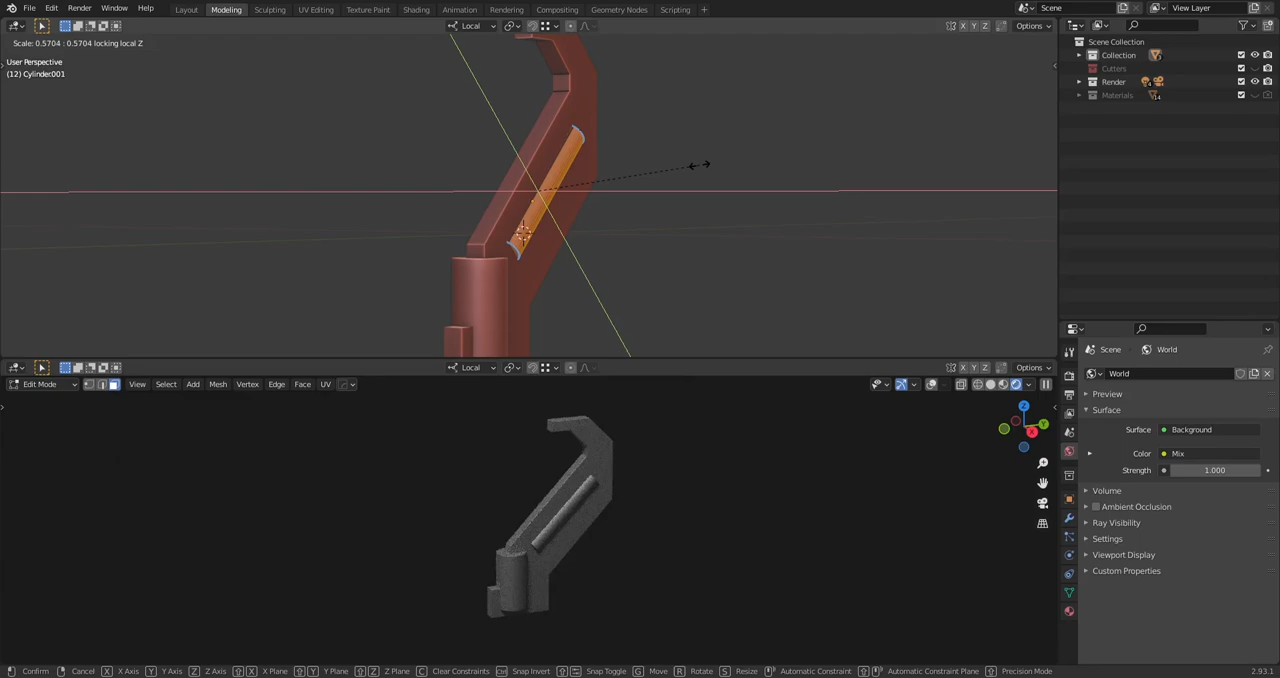 File Edit Render Window Help Layout Modeling Sculpting UV Editing Texture Paint Shading Animation Rendering Compositing Geometry Nodes Scripting + Scene View Layer
Local X Y Z Options
Scale: 0.5704 : 0.5704 locking local Z
User Perspective
(12) Cylinder.001
Scene Collection
Collection
Cutters
Render
Materials
Local X Y Z Options
Edit Mode View Select Add Mesh Vertex Edge Face UV
Z
Y
X
Scene World
World
Preview
Surface
Surface Background
Color Mix
Strength 1.000
Volume
Ambient Occlusion
Ray Visibility
Settings
Viewport Display
Custom Properties
Confirm Cancel X X Axis Y Y Axis Z Z Axis X X Plane Y Y Plane Z Z Plane C Clear Constraints Snap Invert Snap Toggle G Move R Rotate S Resize Automatic Constraint Automatic Constraint Plane Precision Mode 2.93.1